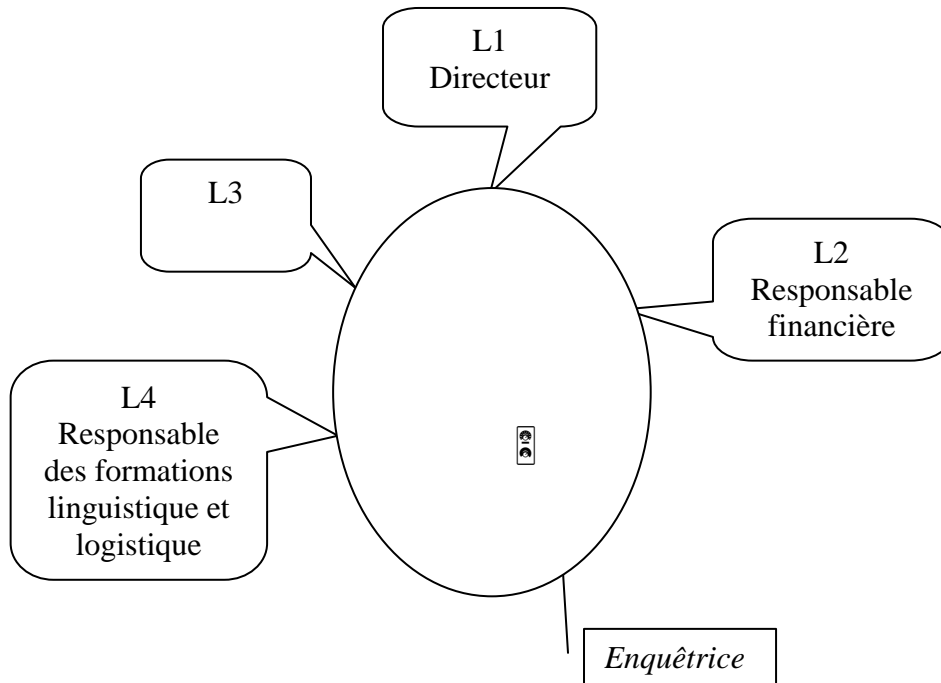 L1
Directeur
L3
L2
Responsable
financière
L4
Responsable
des formations
linguistique et
logistique
Enquêtrice